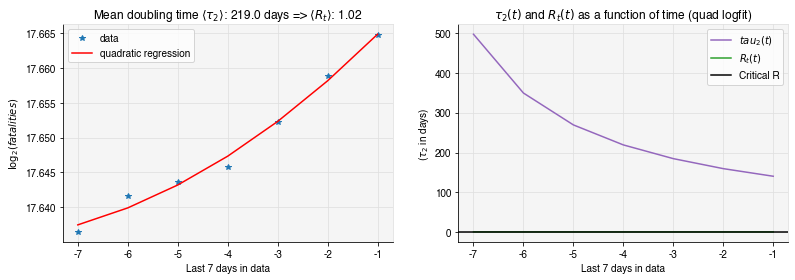 Mean doubling time ⟨τ₂⟩: 219.0 days => ⟨Rₜ⟩: 1.02
data
quadratic regression
log₂(fatalities)
17.665
17.660
17.655
17.650
17.645
17.640
-7 -6 -5 -4 -3 -2 -1
Last 7 days in data
τ₂(t) and Rₜ(t) as a function of time (quad logfit)
tau₂(t)
Rₜ(t)
Critical R
(τ₂ in days)
500
400
300
200
100
0
-7 -6 -5 -4 -3 -2 -1
Last 7 days in data